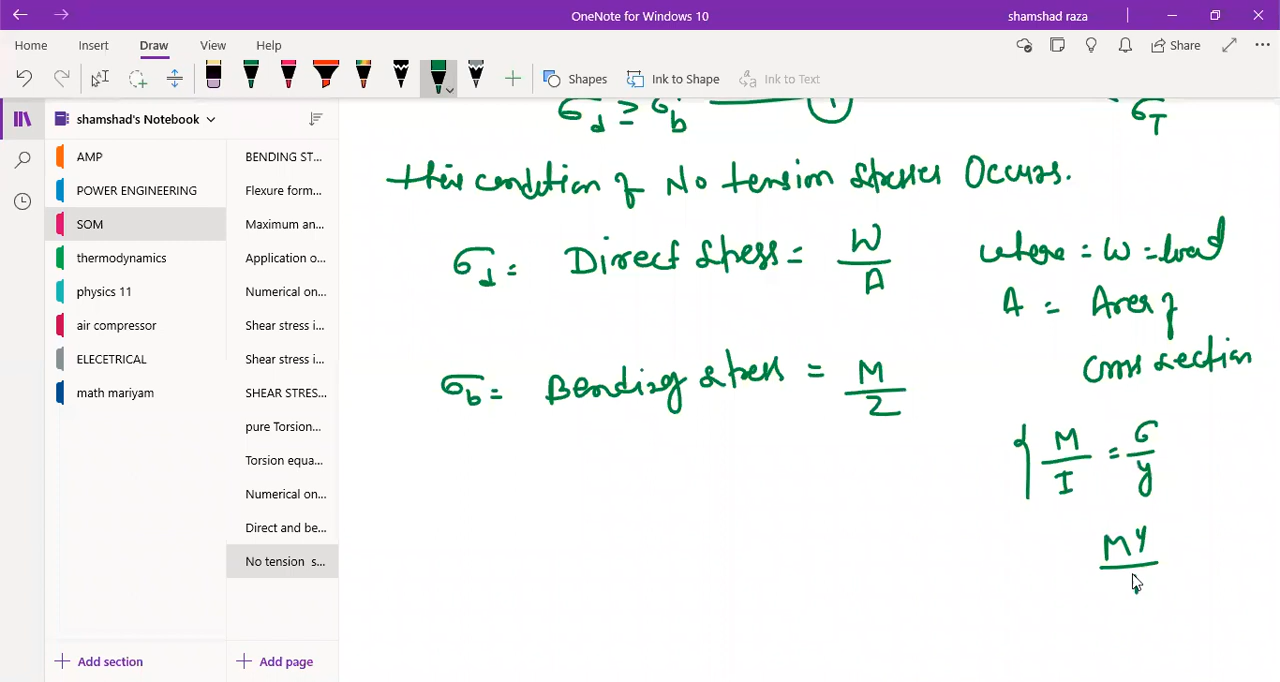 OneNote for Windows 10
shamshad raza
Home Insert Draw View Help
Share
Shapes
Ink to Shape
Ink to Text
shamshad's Notebook
AMP
POWER ENGINEERING
SOM
thermodynamics
physics 11
air compressor
ELECETRICAL
math mariyam
Add section
BENDING ST...
Flexure form...
Maximum an...
Application o...
Numerical on...
Shear stress i...
Shear stress i...
SHEAR STRES...
pure Torsion...
Torsion equa...
Numerical on...
Direct and be...
No tension s...
Add page
σd ≥ σb ——— 1
σT
this condition of No tension stresses Occurs.
σd = Direct stress = W/A
where = W = load
A = Area of
Cross section
σb = Bending stress = M/Z
{ M/I = σ/y
My